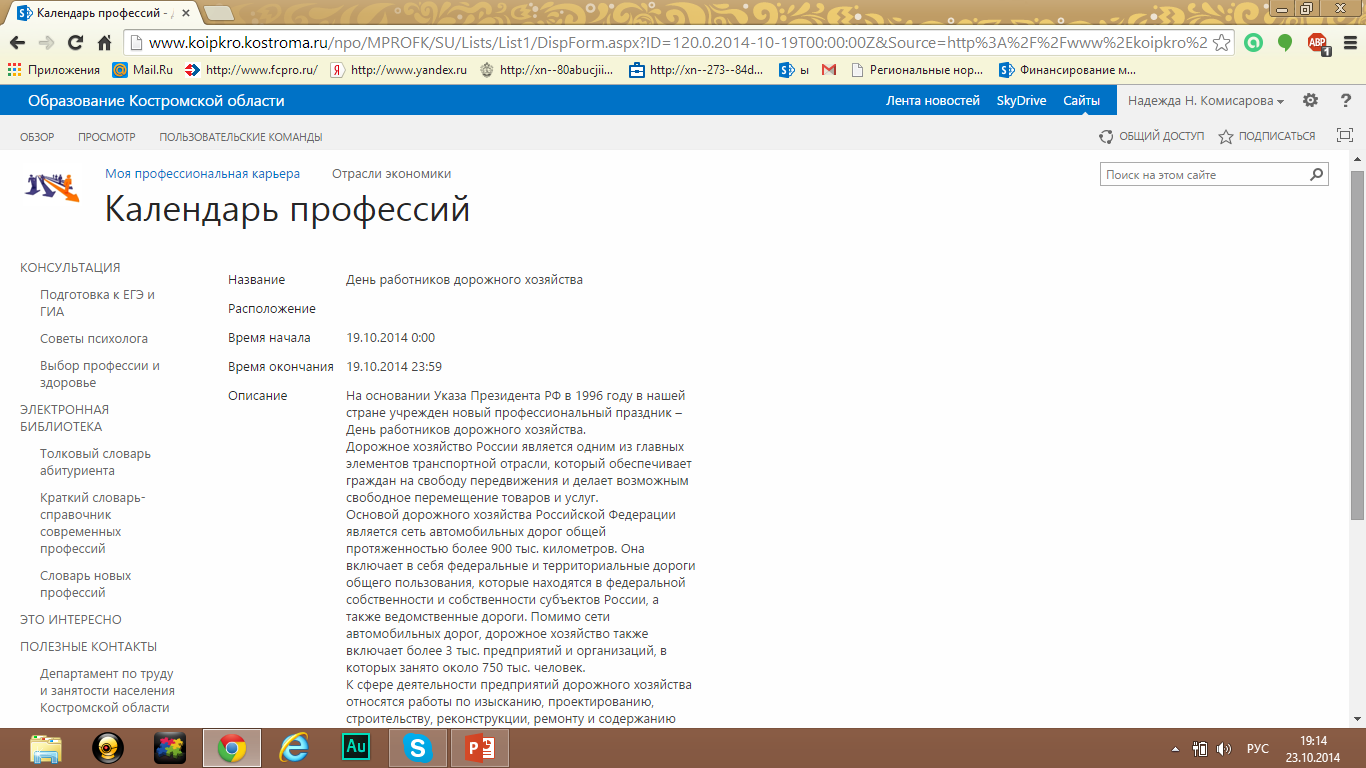 Календарь профессий - Д
www.koipkro.kostroma.ru/npo/MPROFK/SU/Lists/List1/DispForm.aspx?ID=120.0.2014-10-19T00:00:00Z&Source=http%3A%2F%2Fwww%2Ekoipkro%2
Приложения Mail.Ru http://www.fcpro.ru/ http://www.yandex.ru http://xn--80abucjii... http://xn--273--84d... ы Региональные нор... Финансирование м...
ABP 1
Образование Костромской области Лента новостей SkyDrive Сайты Надежда Н. Комисарова ?
ОБЗОР ПРОСМОТР ПОЛЬЗОВАТЕЛЬСКИЕ КОМАНДЫ ОБЩИЙ ДОСТУП ПОДПИСАТЬСЯ
Моя профессиональная карьера Отрасли экономики Поиск на этом сайте
Календарь профессий
КОНСУЛЬТАЦИЯ
Подготовка к ЕГЭ и
ГИА
Советы психолога
Выбор профессии и
здоровье
ЭЛЕКТРОННАЯ
БИБЛИОТЕКА
Толковый словарь
абитуриента
Краткий словарь-
справочник
современных
профессий
Словарь новых
профессий
ЭТО ИНТЕРЕСНО
ПОЛЕЗНЫЕ КОНТАКТЫ
Департамент по труду
и занятости населения
Костромской области
Название День работников дорожного хозяйства
Расположение
Время начала 19.10.2014 0:00
Время окончания 19.10.2014 23:59
Описание На основании Указа Президента РФ в 1996 году в нашей
стране учрежден новый профессиональный праздник –
День работников дорожного хозяйства.
Дорожное хозяйство России является одним из главных
элементов транспортной отрасли, который обеспечивает
граждан на свободу передвижения и делает возможным
свободное перемещение товаров и услуг.
Основой дорожного хозяйства Российской Федерации
является сеть автомобильных дорог общей
протяженностью более 900 тыс. километров. Она
включает в себя федеральные и территориальные дороги
общего пользования, которые находятся в федеральной
собственности и собственности субъектов России, а
также ведомственные дороги. Помимо сети
автомобильных дорог, дорожное хозяйство также
включает более 3 тыс. предприятий и организаций, в
которых занято около 750 тыс. человек.
К сфере деятельности предприятий дорожного хозяйства
относятся работы по изысканию, проектированию,
строительству, реконструкции, ремонту и содержанию
Au РУС 19:14
23.10.2014